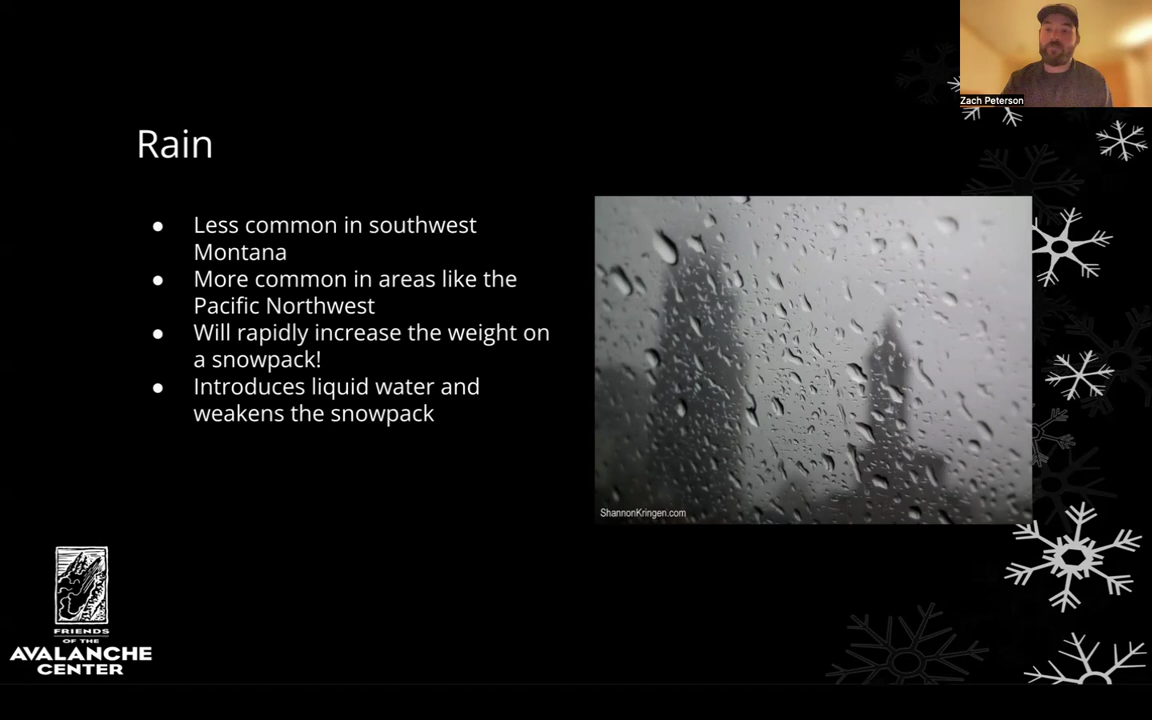 Zach Peterson
Rain
● Less common in southwest
Montana
● More common in areas like the
Pacific Northwest
● Will rapidly increase the weight on
a snowpack!
● Introduces liquid water and
weakens the snowpack
ShannonKringen.com
FRIENDS
OF THE
AVALANCHE
CENTER